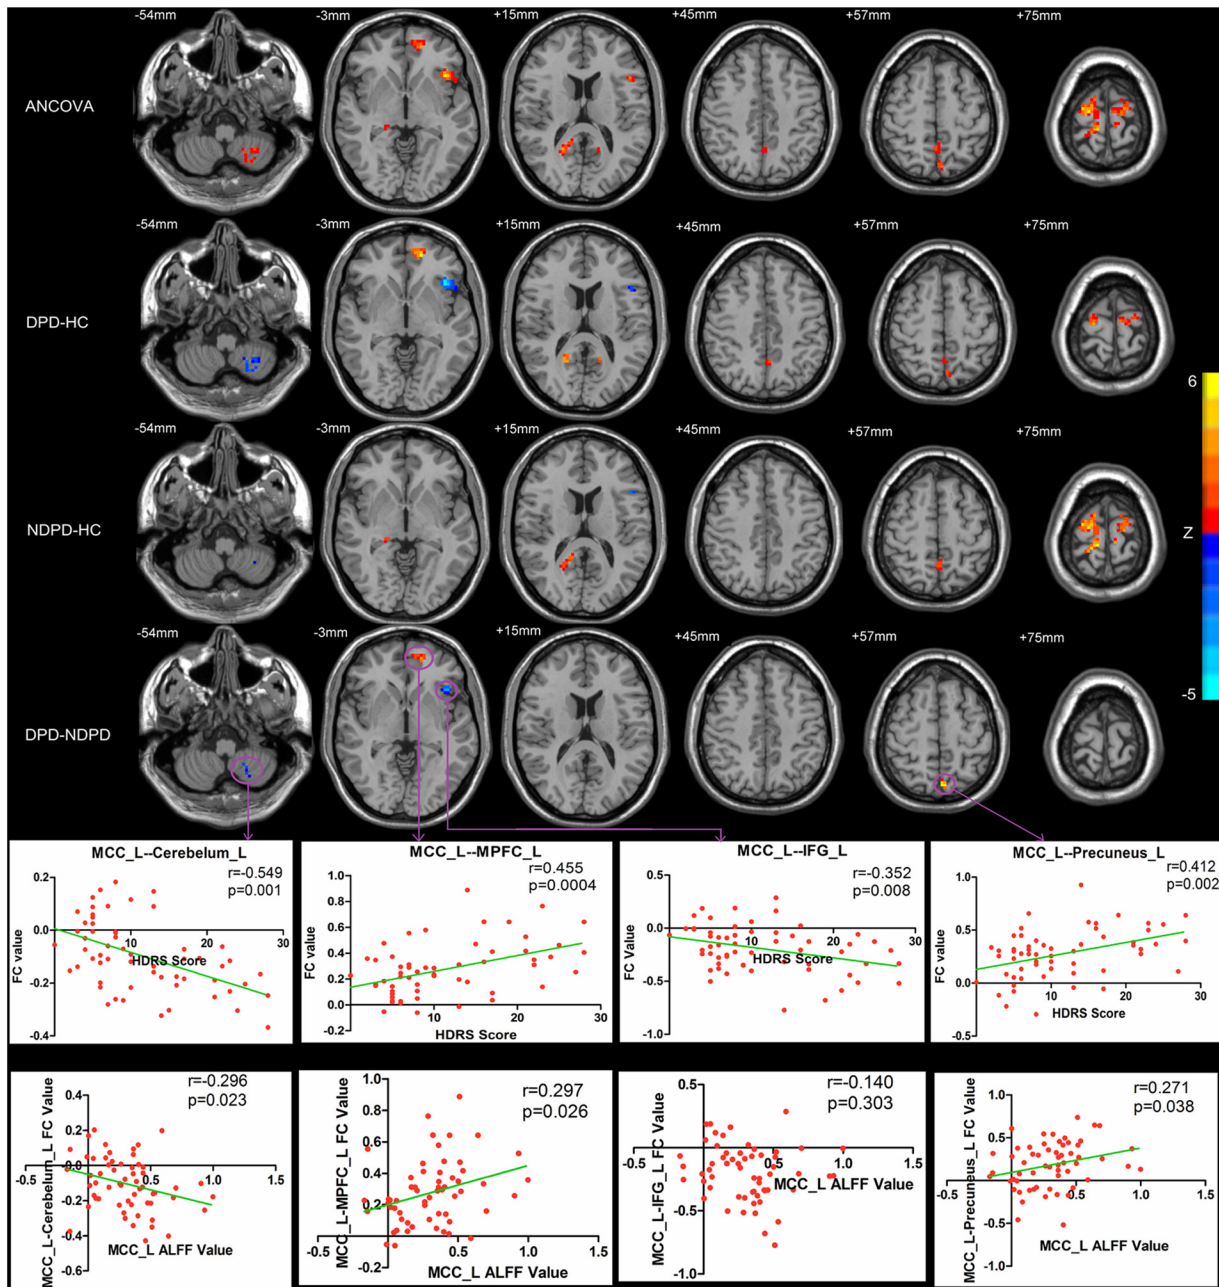 -54mm
-3mm
+15mm
+45mm
+57mm
+75mm
ANCOVA
-54mm
-3mm
+15mm
+45mm
+57mm
+75mm
DPD-HC
6
-54mm
-3mm
+15mm
+45mm
+57mm
+75mm
NDPD-HC
Z
-54mm
-3mm
+15mm
+45mm
+57mm
+75mm
-5
DPD-NDPD
MCC_L--Cerebelum_L
r=-0.549
p=0.001
FC value
0.2
0.0
-0.2
-0.4
10
20
30
HDRS Score
MCC_L--MPFC_L
r=0.455
p=0.0004
FC value
1.0
0.8
0.6
0.4
0.2
0.0
-0.2
0
10
20
30
HDRS Score
MCC_L--IFG_L
r=-0.352
p=0.008
FC value
0.5
-0.0
-0.5
-1.0
10
20
30
HDRS Score
MCC_L--Precuneus_L
r=0.412
p=0.002
FC value
1.0
0.5
0.0
-0.5
10
20
30
HDRS Score
r=-0.296
p=0.023
MCC_L-Cerebelum_L FC Value
0.4
0.2
-0.0
-0.2
-0.4
-0.6
-0.5
0.5
1.0
1.5
MCC_L ALFF Value
r=0.297
p=0.026
MCC_L-MPFC_L FC Value
1.0
0.8
0.6
0.4
0.2
0.2
-0.5
0.0
0.5
1.0
1.5
MCC_L ALFF Value
r=-0.140
p=0.303
MCC_L-IFG_L FC Value
0.5
-0.5
-1.0
-0.5
0.5
1.0
1.5
MCC_L ALFF Value
r=0.271
p=0.038
MCC_L-Precuneus_L FC Value
1.0
0.5
-0.5
-1.0
-0.5
0.5
1.0
1.5
MCC_L ALFF Value